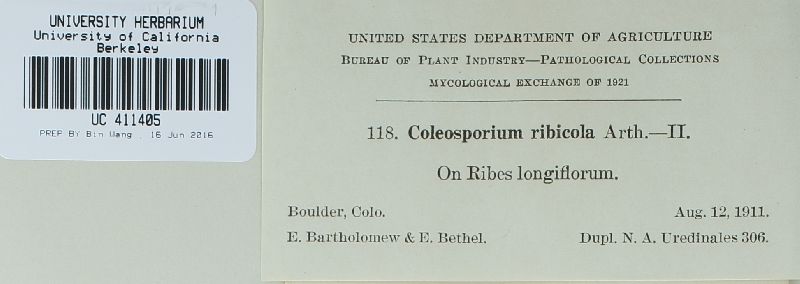 UNIVERSITY HERBARIUM
University of California
Berkeley
UC 411405
PREP BY Bin Wang , 16 Jun 2016
UNITED STATES DEPARTMENT OF AGRICULTURE
BUREAU OF PLANT INDUSTRY—PATHOLOGICAL COLLECTIONS
MYCOLOGICAL EXCHANGE OF 1921
118. Coleosporium ribicola Arth.—II.
On Ribes longiflorum.
Boulder, Colo. Aug. 12, 1911.
E. Bartholomew & E. Bethel. Dupl. N. A. Uredinales 306.